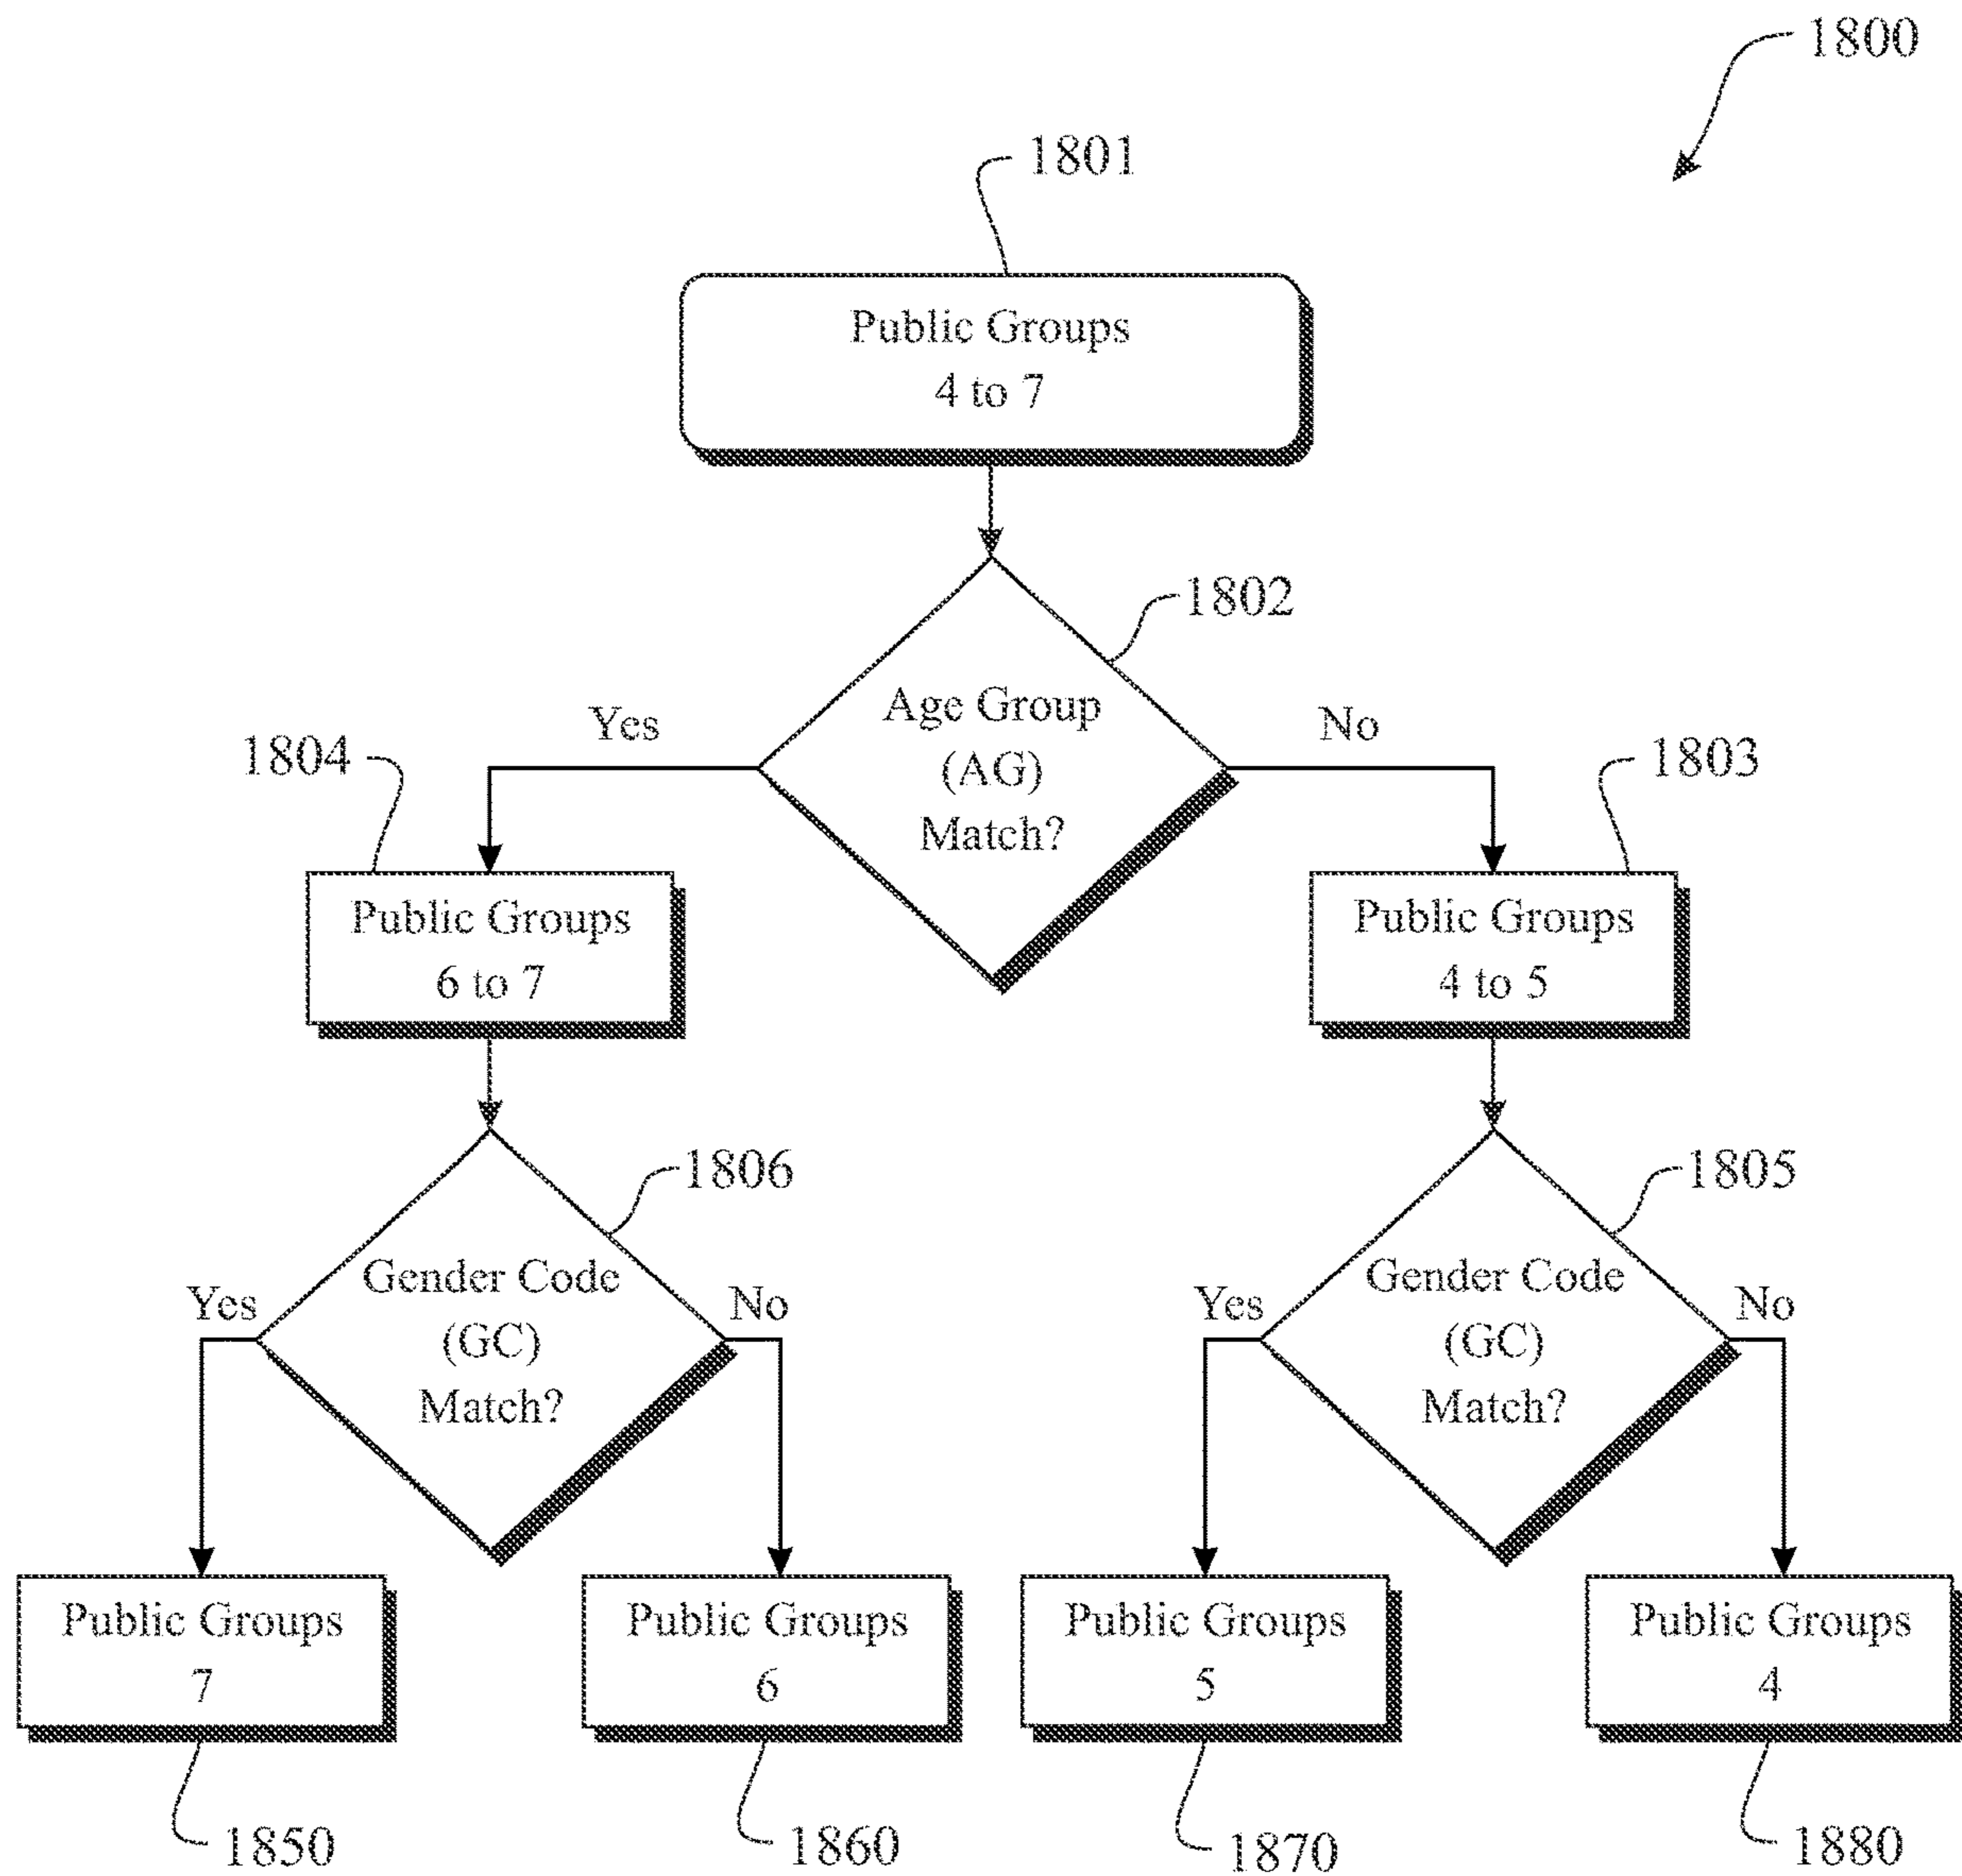 1800
1801
Public Groups
4 to 7
1802
Age Group
(AG)
Match?
Yes
No
1804
1803
Public Groups
6 to 7
Public Groups
4 to 5
1806
Gender Code
(GC)
Match?
Yes
No
1805
Gender Code
(GC)
Match?
Yes
No
Public Groups
7
Public Groups
6
Public Groups
5
Public Groups
4
1850
1860
1870
1880